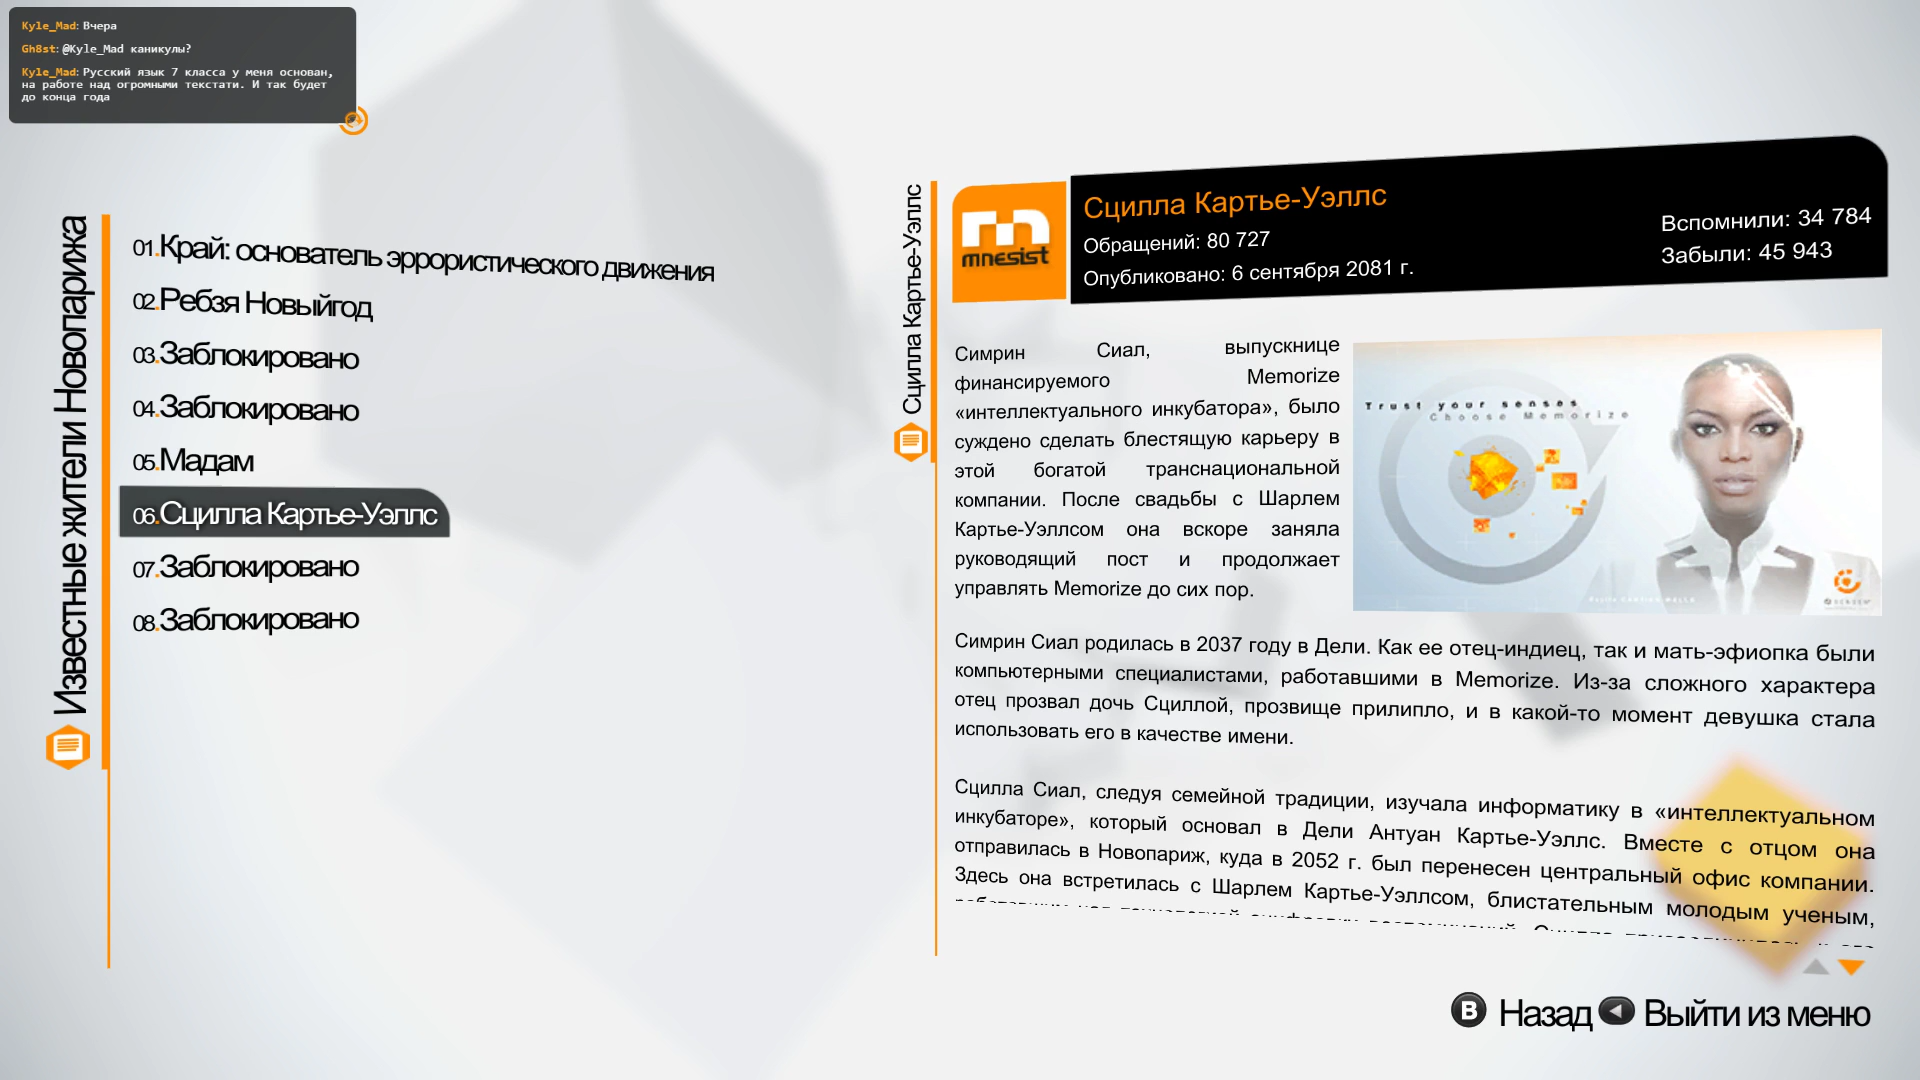 Kyle_Mad: Вчера
Gh8st: @Kyle_Mad каникулы?
Kyle_Mad: Русский язык 7 класса у меня основан,
на работе над огромными текстати. И так будет
до конца года
Известные жители Новопарижа
01.Край: основатель эррористического движения
02.Ребзя Новыйгод
03.Заблокировано
04.Заблокировано
05.Мадам
06.Сцилла Картье-Уэллс
07.Заблокировано
08.Заблокировано
Сцилла Картье-Уэллс
mnesist
Сцилла Картье-Уэллс
Обращений: 80 727
Опубликовано: 6 сентября 2081 г.
Вспомнили: 34 784
Забыли: 45 943
Симрин Сиал, выпускнице
финансируемого Memorize
«интеллектуального инкубатора», было
суждено сделать блестящую карьеру в
этой богатой транснациональной
компании. После свадьбы с Шарлем
Картье-Уэллсом она вскоре заняла
руководящий пост и продолжает
управлять Memorize до сих пор.
Trust your senses
Choose Memorize
Симрин Сиал родилась в 2037 году в Дели. Как ее отец-индиец, так и мать-эфиопка были
компьютерными специалистами, работавшими в Memorize. Из-за сложного характера
отец прозвал дочь Сциллой, прозвище прилипло, и в какой-то момент девушка стала
использовать его в качестве имени.
Сцилла Сиал, следуя семейной традиции, изучала информатику в «интеллектуальном
инкубаторе», который основал в Дели Антуан Картье-Уэллс. Вместе с отцом она
отправилась в Новопариж, куда в 2052 г. был перенесен центральный офис компании.
Здесь она встретилась с Шарлем Картье-Уэллсом, блистательным молодым ученым,
B Назад Выйти из меню